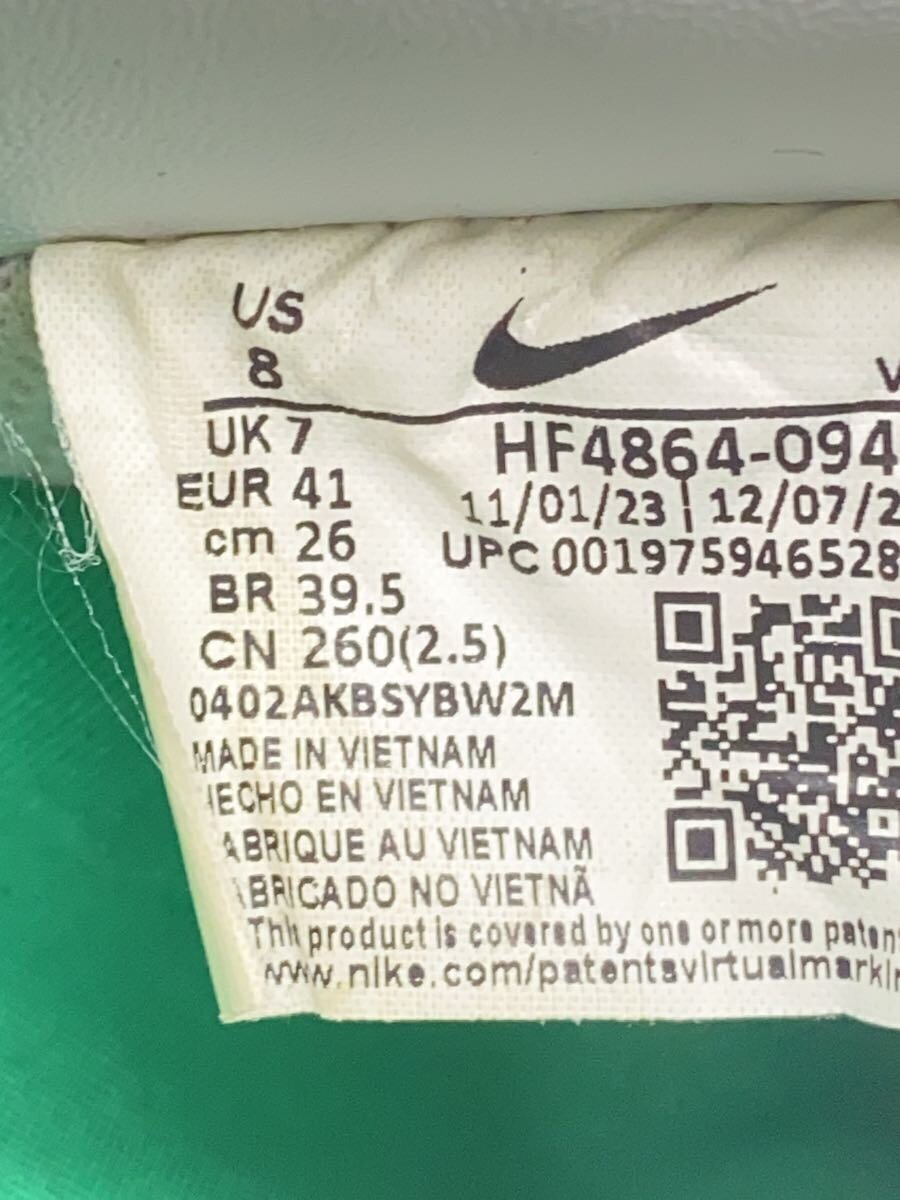 US
8
UK 7
EUR 41
cm 26
BR 39.5
CN 260(2.5)
0402AKBSYBW2M
HF4864-094
11/01/23 | 12/07/2
UPC 001975946528
MADE IN VIETNAM
HECHO EN VIETNAM
ABRIQUE AU VIETNAM
ABRICADO NO VIETNÃ
This product is covered by one or more paten
www.nike.com/patentsvirtualmarkin